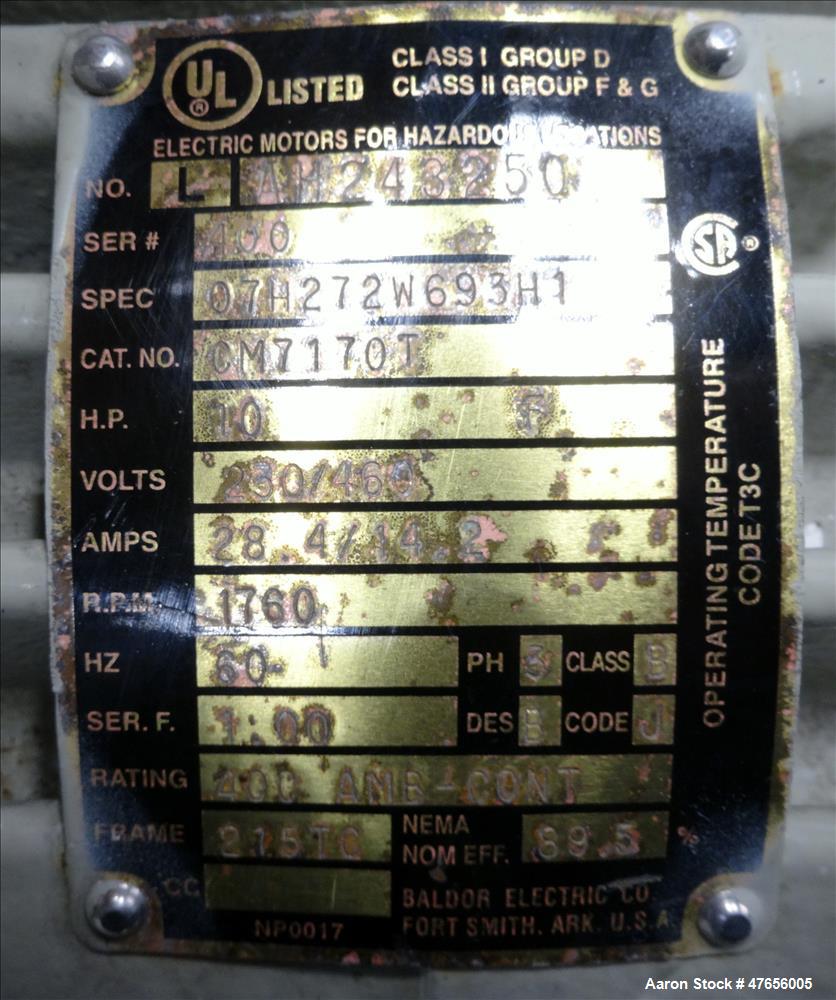 UL® LISTED CLASS I GROUP D
CLASS II GROUP F & G
ELECTRIC MOTORS FOR HAZARDOUS LOCATIONS
NO. L AH243250
SER # 400
SPEC 07H272W693H1
CAT. NO. CM7170T
H.P. 10 F
VOLTS 230/460
AMPS 28.4/14.2
R.P.M. 1760
HZ 60 PH 3 CLASS B
SER. F. 1.00 DES B CODE J
RATING 40C AMB-CONT
FRAME 215TC NEMA NOM EFF. 89.5 %
CC
BALDOR ELECTRIC CO
NP0017 FORT SMITH, ARK. U.S.A.
SA ®
OPERATING TEMPERATURE
CODE T3C
Aaron Stock # 47656005